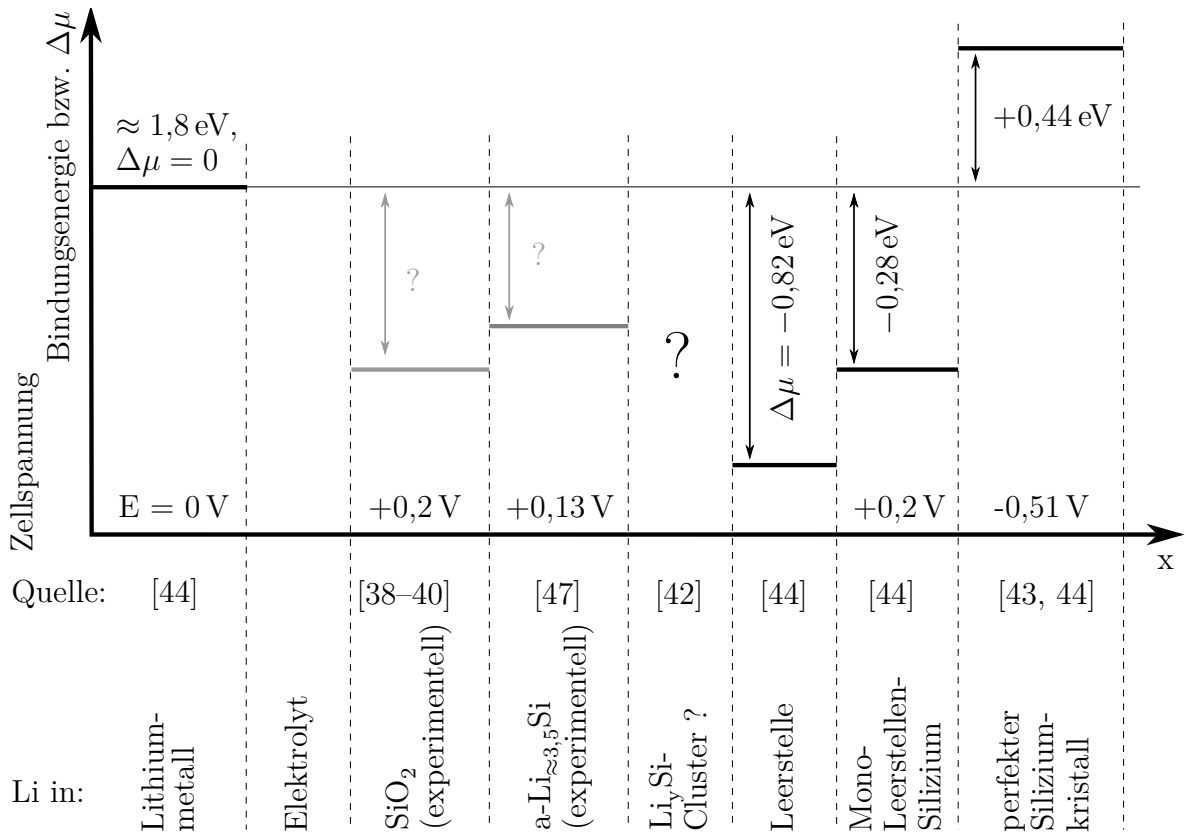 Bindungsenergie bzw. Δμ
Zellspannung
≈ 1,8 eV,
Δμ = 0
?
?
?
Δμ = −0,82 eV
−0,28 eV
+0,44 eV
E = 0 V
+0,2 V
+0,13 V
+0,2 V
-0,51 V
x
Quelle:
[44]
[38–40]
[47]
[42]
[44]
[44]
[43, 44]
Li in:
Lithium-
metall
Elektrolyt
SiO₂
(experimentell)
a-Li≈3,5Si
(experimentell)
LiySi-
Cluster ?
Leerstelle
Mono-
Leerstellen-
Silizium
perfekter
Silizium-
kristall